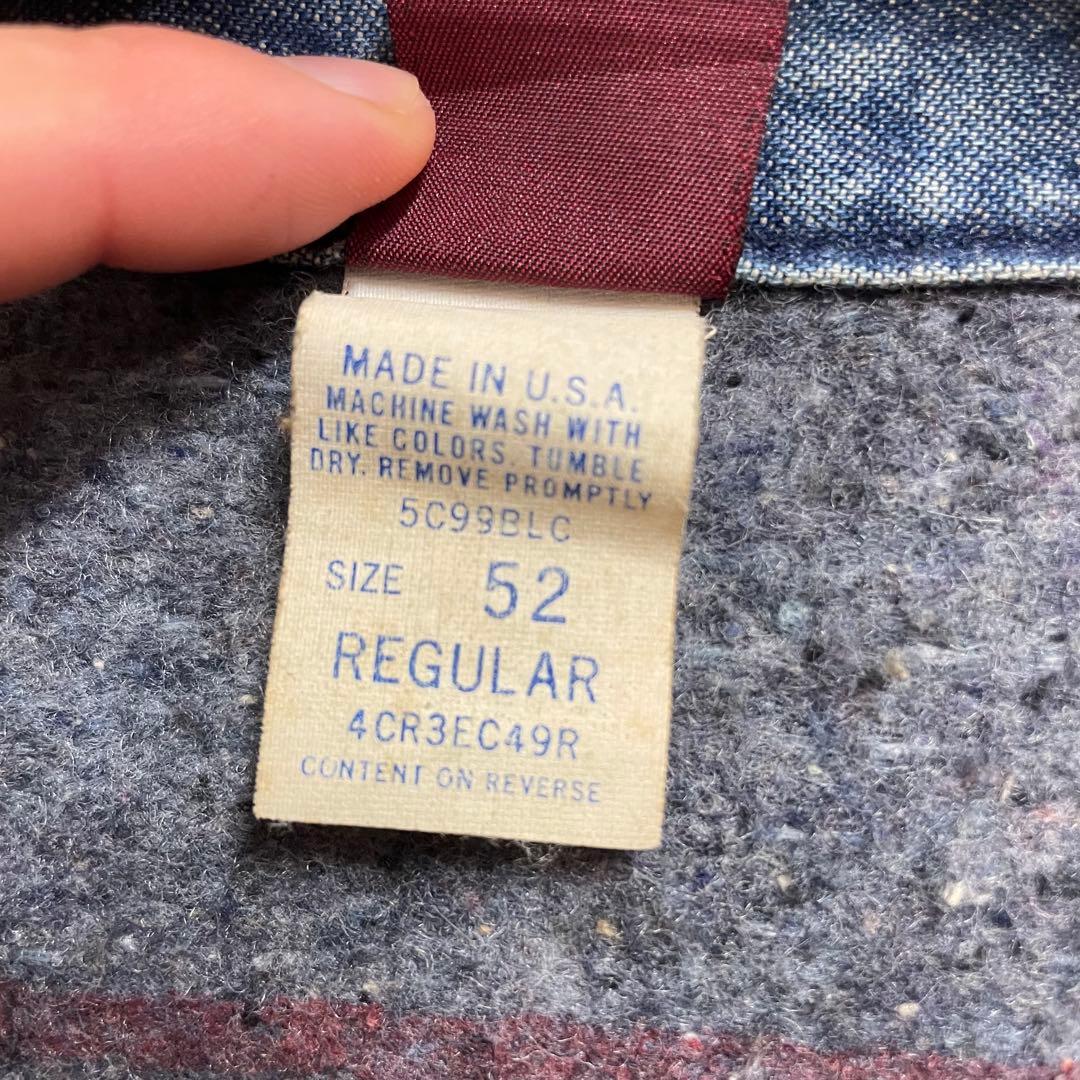 MADE IN U.S.A.
MACHINE WASH WITH
LIKE COLORS TUMBLE
DRY. REMOVE PROMPTLY
5C99BLC
SIZE 52
REGULAR
4CR3EC49R
CONTENT ON REVERSE